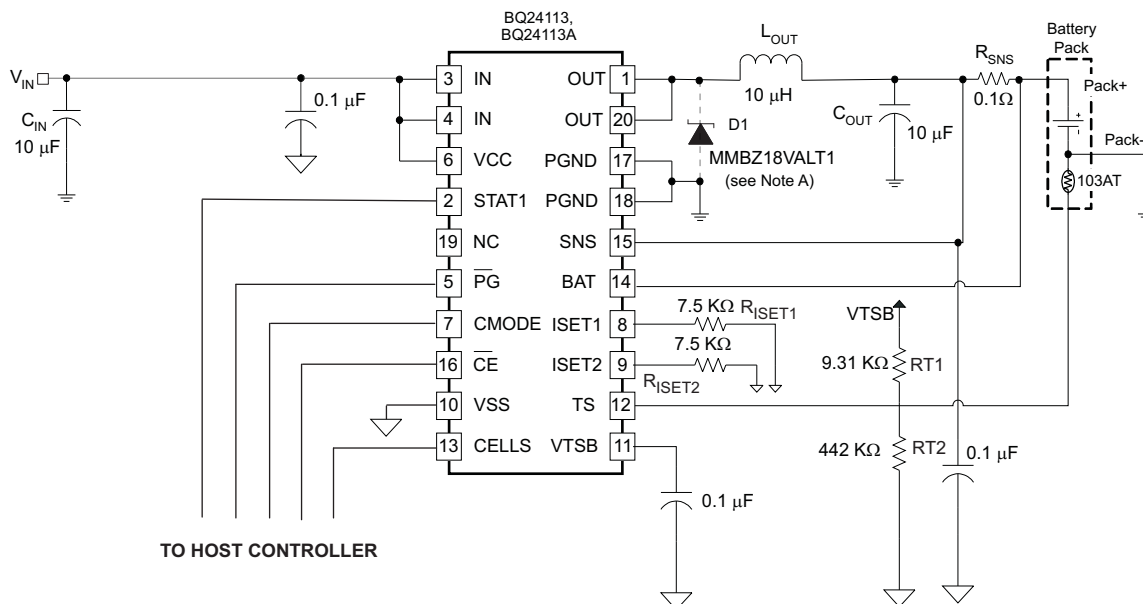 BQ24113,
BQ24113A
V_IN
C_IN
10 μF
0.1 μF
3 IN
4 IN
6 VCC
2 STAT1
19 NC
5 P̅G̅
7 CMODE
16 C̅E̅
10 VSS
13 CELLS
OUT 1
OUT 20
PGND 17
PGND 18
SNS 15
BAT 14
ISET1 8
ISET2 9
TS 12
VTSB 11
L_OUT
10 μH
D1
MMBZ18VALT1
(see Note A)
C_OUT
10 μF
R_SNS
0.1Ω
Battery
Pack
Pack+
+
-
Pack-
103AT
7.5 KΩ
R_ISET1
7.5 KΩ
R_ISET2
VTSB
9.31 KΩ
RT1
442 KΩ
RT2
0.1 μF
0.1 μF
TO HOST CONTROLLER